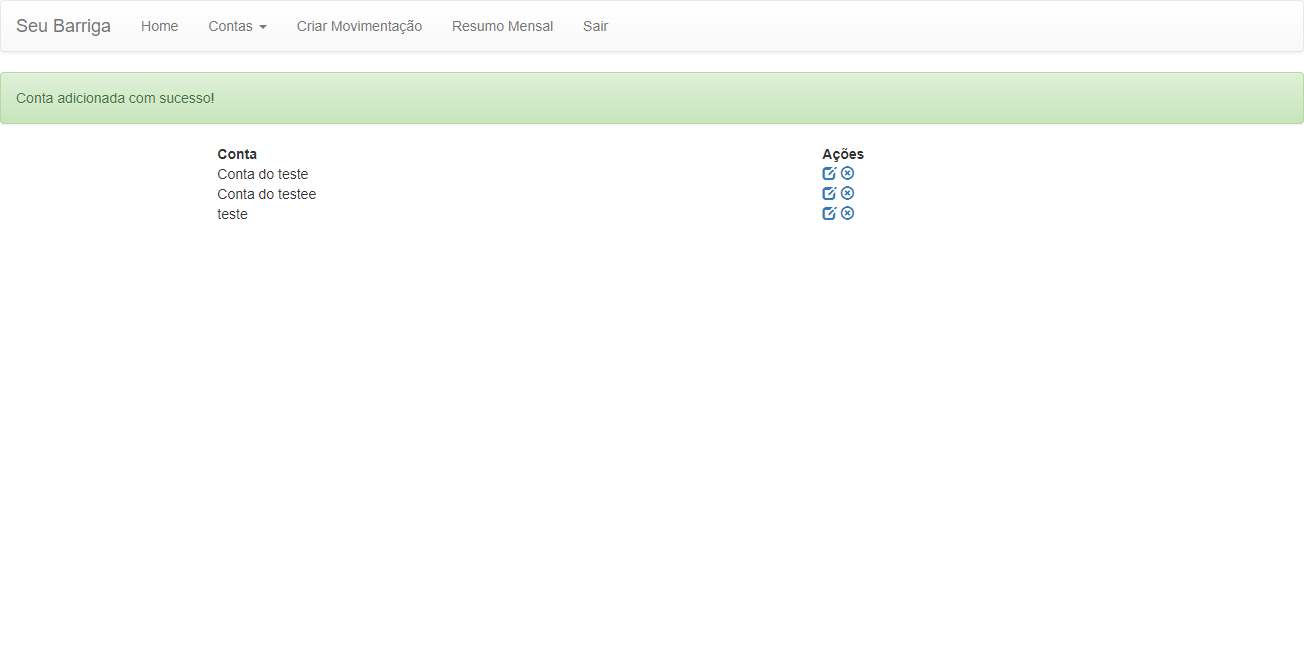 Seu Barriga Home Contas Criar Movimentação Resumo Mensal Sair
Conta adicionada com sucesso!
Conta Ações
Conta do teste
Conta do testee
teste